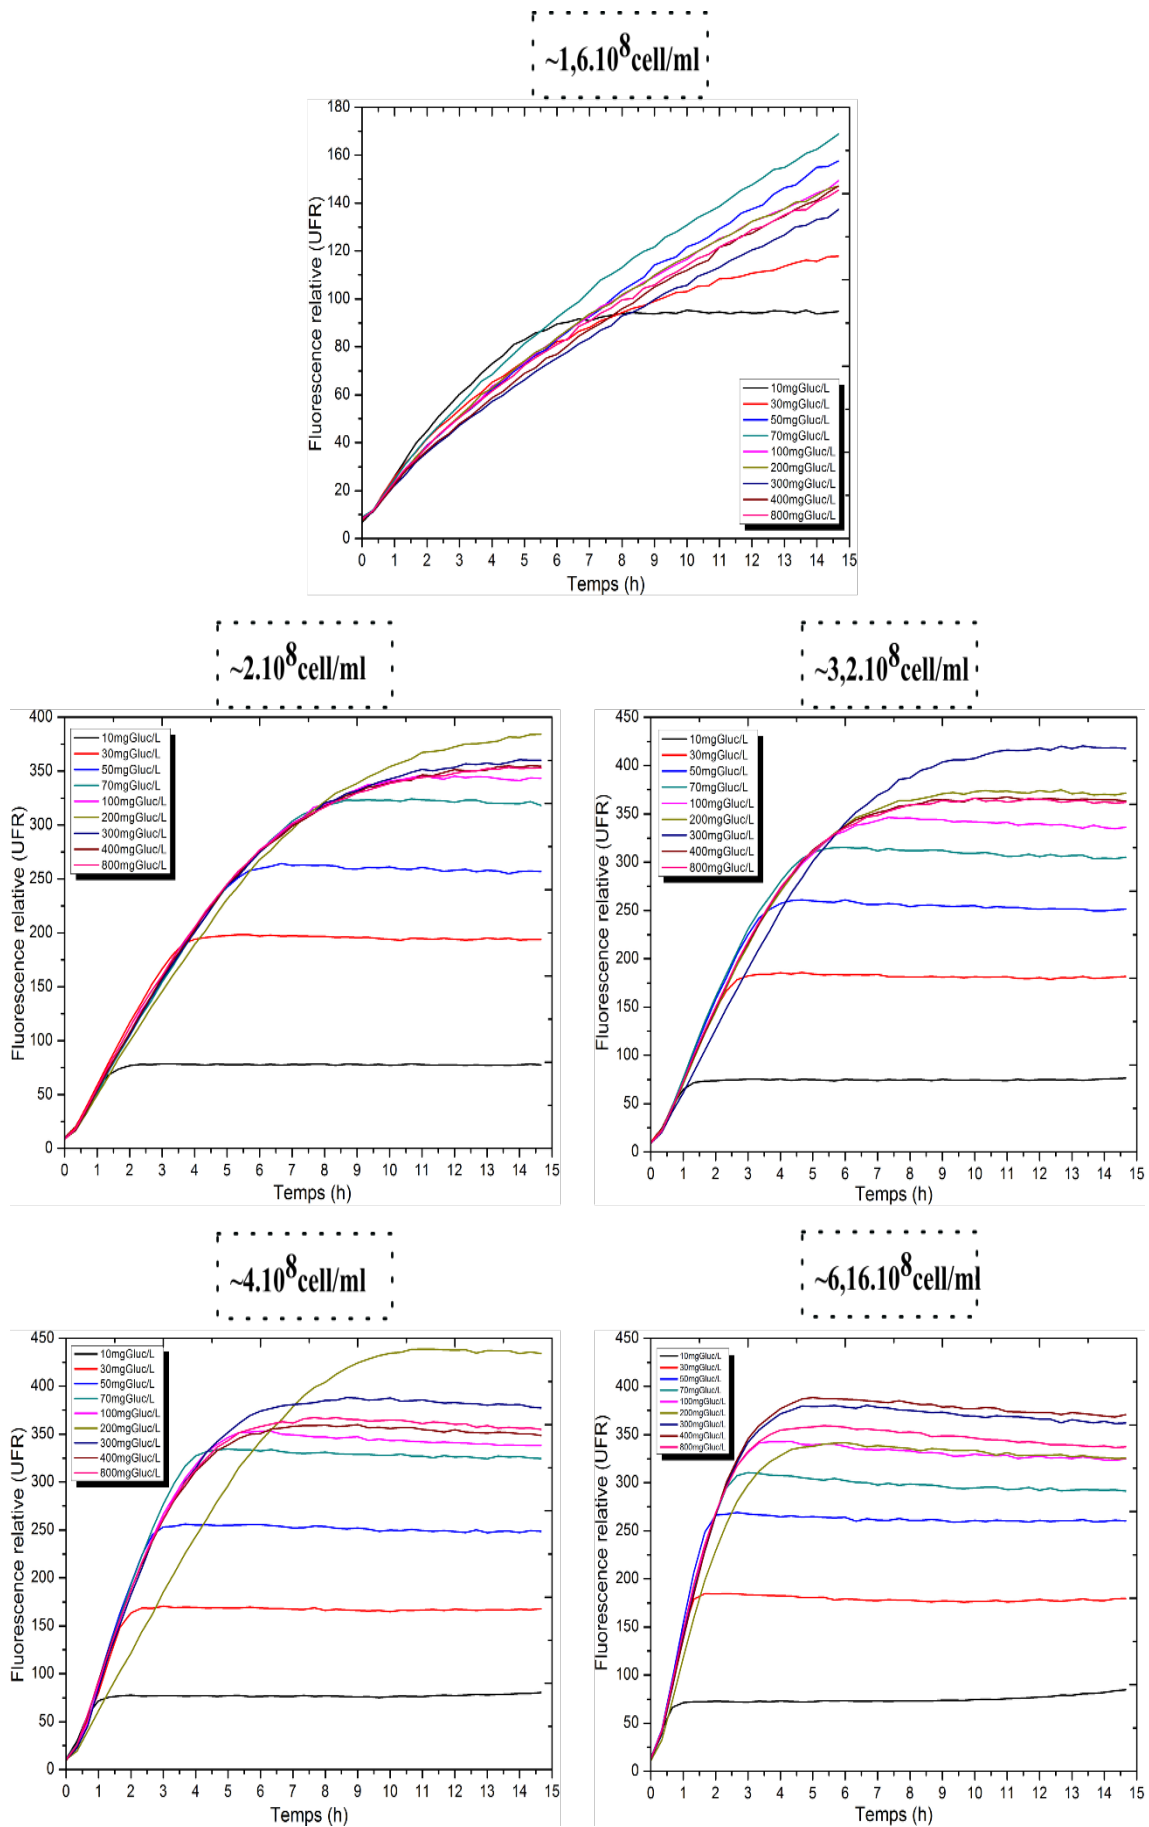 ~1,6.10⁸cell/ml
180
160
140
120
100
80
60
40
20
0
Fluorescence relative (UFR)
10mgGluc/L
30mgGluc/L
50mgGluc/L
70mgGluc/L
100mgGluc/L
200mgGluc/L
300mgGluc/L
400mgGluc/L
800mgGluc/L
0 1 2 3 4 5 6 7 8 9 10 11 12 13 14 15
Temps (h)
~2.10⁸cell/ml
400
350
300
250
200
150
100
50
0
Fluorescence relative (UFR)
10mgGluc/L
30mgGluc/L
50mgGluc/L
70mgGluc/L
100mgGluc/L
200mgGluc/L
300mgGluc/L
400mgGluc/L
800mgGluc/L
0 1 2 3 4 5 6 7 8 9 10 11 12 13 14 15
Temps (h)
~3,2.10⁸cell/ml
450
400
350
300
250
200
150
100
50
0
Fluorescence relative (UFR)
10mgGluc/L
30mgGluc/L
50mgGluc/L
70mgGluc/L
100mgGluc/L
200mgGluc/L
300mgGluc/L
400mgGluc/L
800mgGluc/L
0 1 2 3 4 5 6 7 8 9 10 11 12 13 14 15
Temps (h)
~4.10⁸cell/ml
450
400
350
300
250
200
150
100
50
0
Fluorescence relative (UFR)
10mgGluc/L
30mgGluc/L
50mgGluc/L
70mgGluc/L
100mgGluc/L
200mgGluc/L
300mgGluc/L
400mgGluc/L
800mgGluc/L
0 1 2 3 4 5 6 7 8 9 10 11 12 13 14 15
Temps (h)
~6,16.10⁸cell/ml
450
400
350
300
250
200
150
100
50
0
Fluorescence relative (UFR)
10mgGluc/L
30mgGluc/L
50mgGluc/L
70mgGluc/L
100mgGluc/L
200mgGluc/L
300mgGluc/L
400mgGluc/L
800mgGluc/L
0 1 2 3 4 5 6 7 8 9 10 11 12 13 14 15
Temps (h)